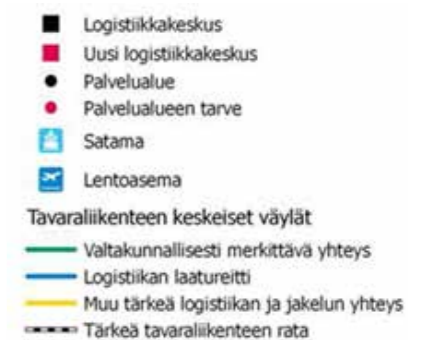 Logistiikkakeskus
Uusi logistiikkakeskus
Palvelualue
Palvelualueen tarve
Satama
Lentoasema
Tavaraliikenteen keskeiset väylät
Valtakunnallisesti merkittävä yhteys
Logistiikan laatureitti
Muu tärkeä logistiikan ja jakelun yhteys
Tärkeä tavaraliikenteen rata